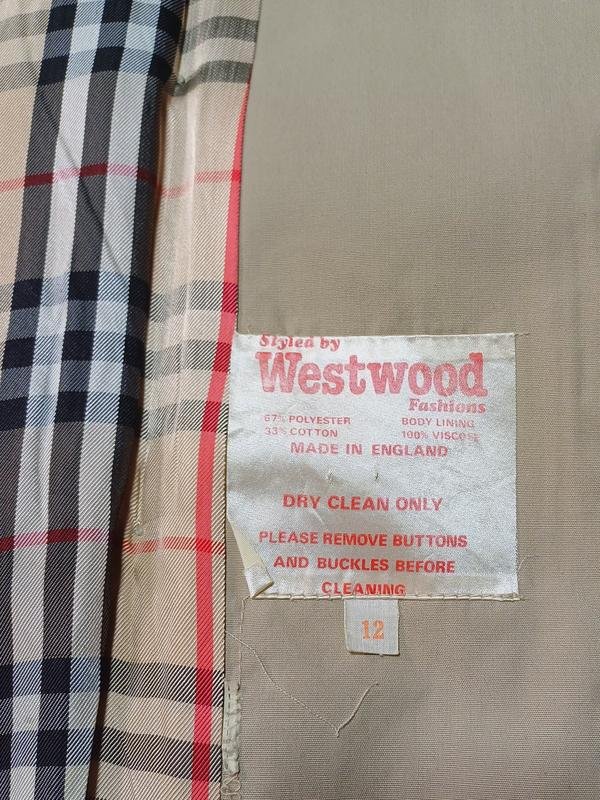 Styled by
Westwood
Fashions
67% POLYESTER BODY LINING
33% COTTON 100% VISCOSE
MADE IN ENGLAND
DRY CLEAN ONLY
PLEASE REMOVE BUTTONS
AND BUCKLES BEFORE
CLEANING
12